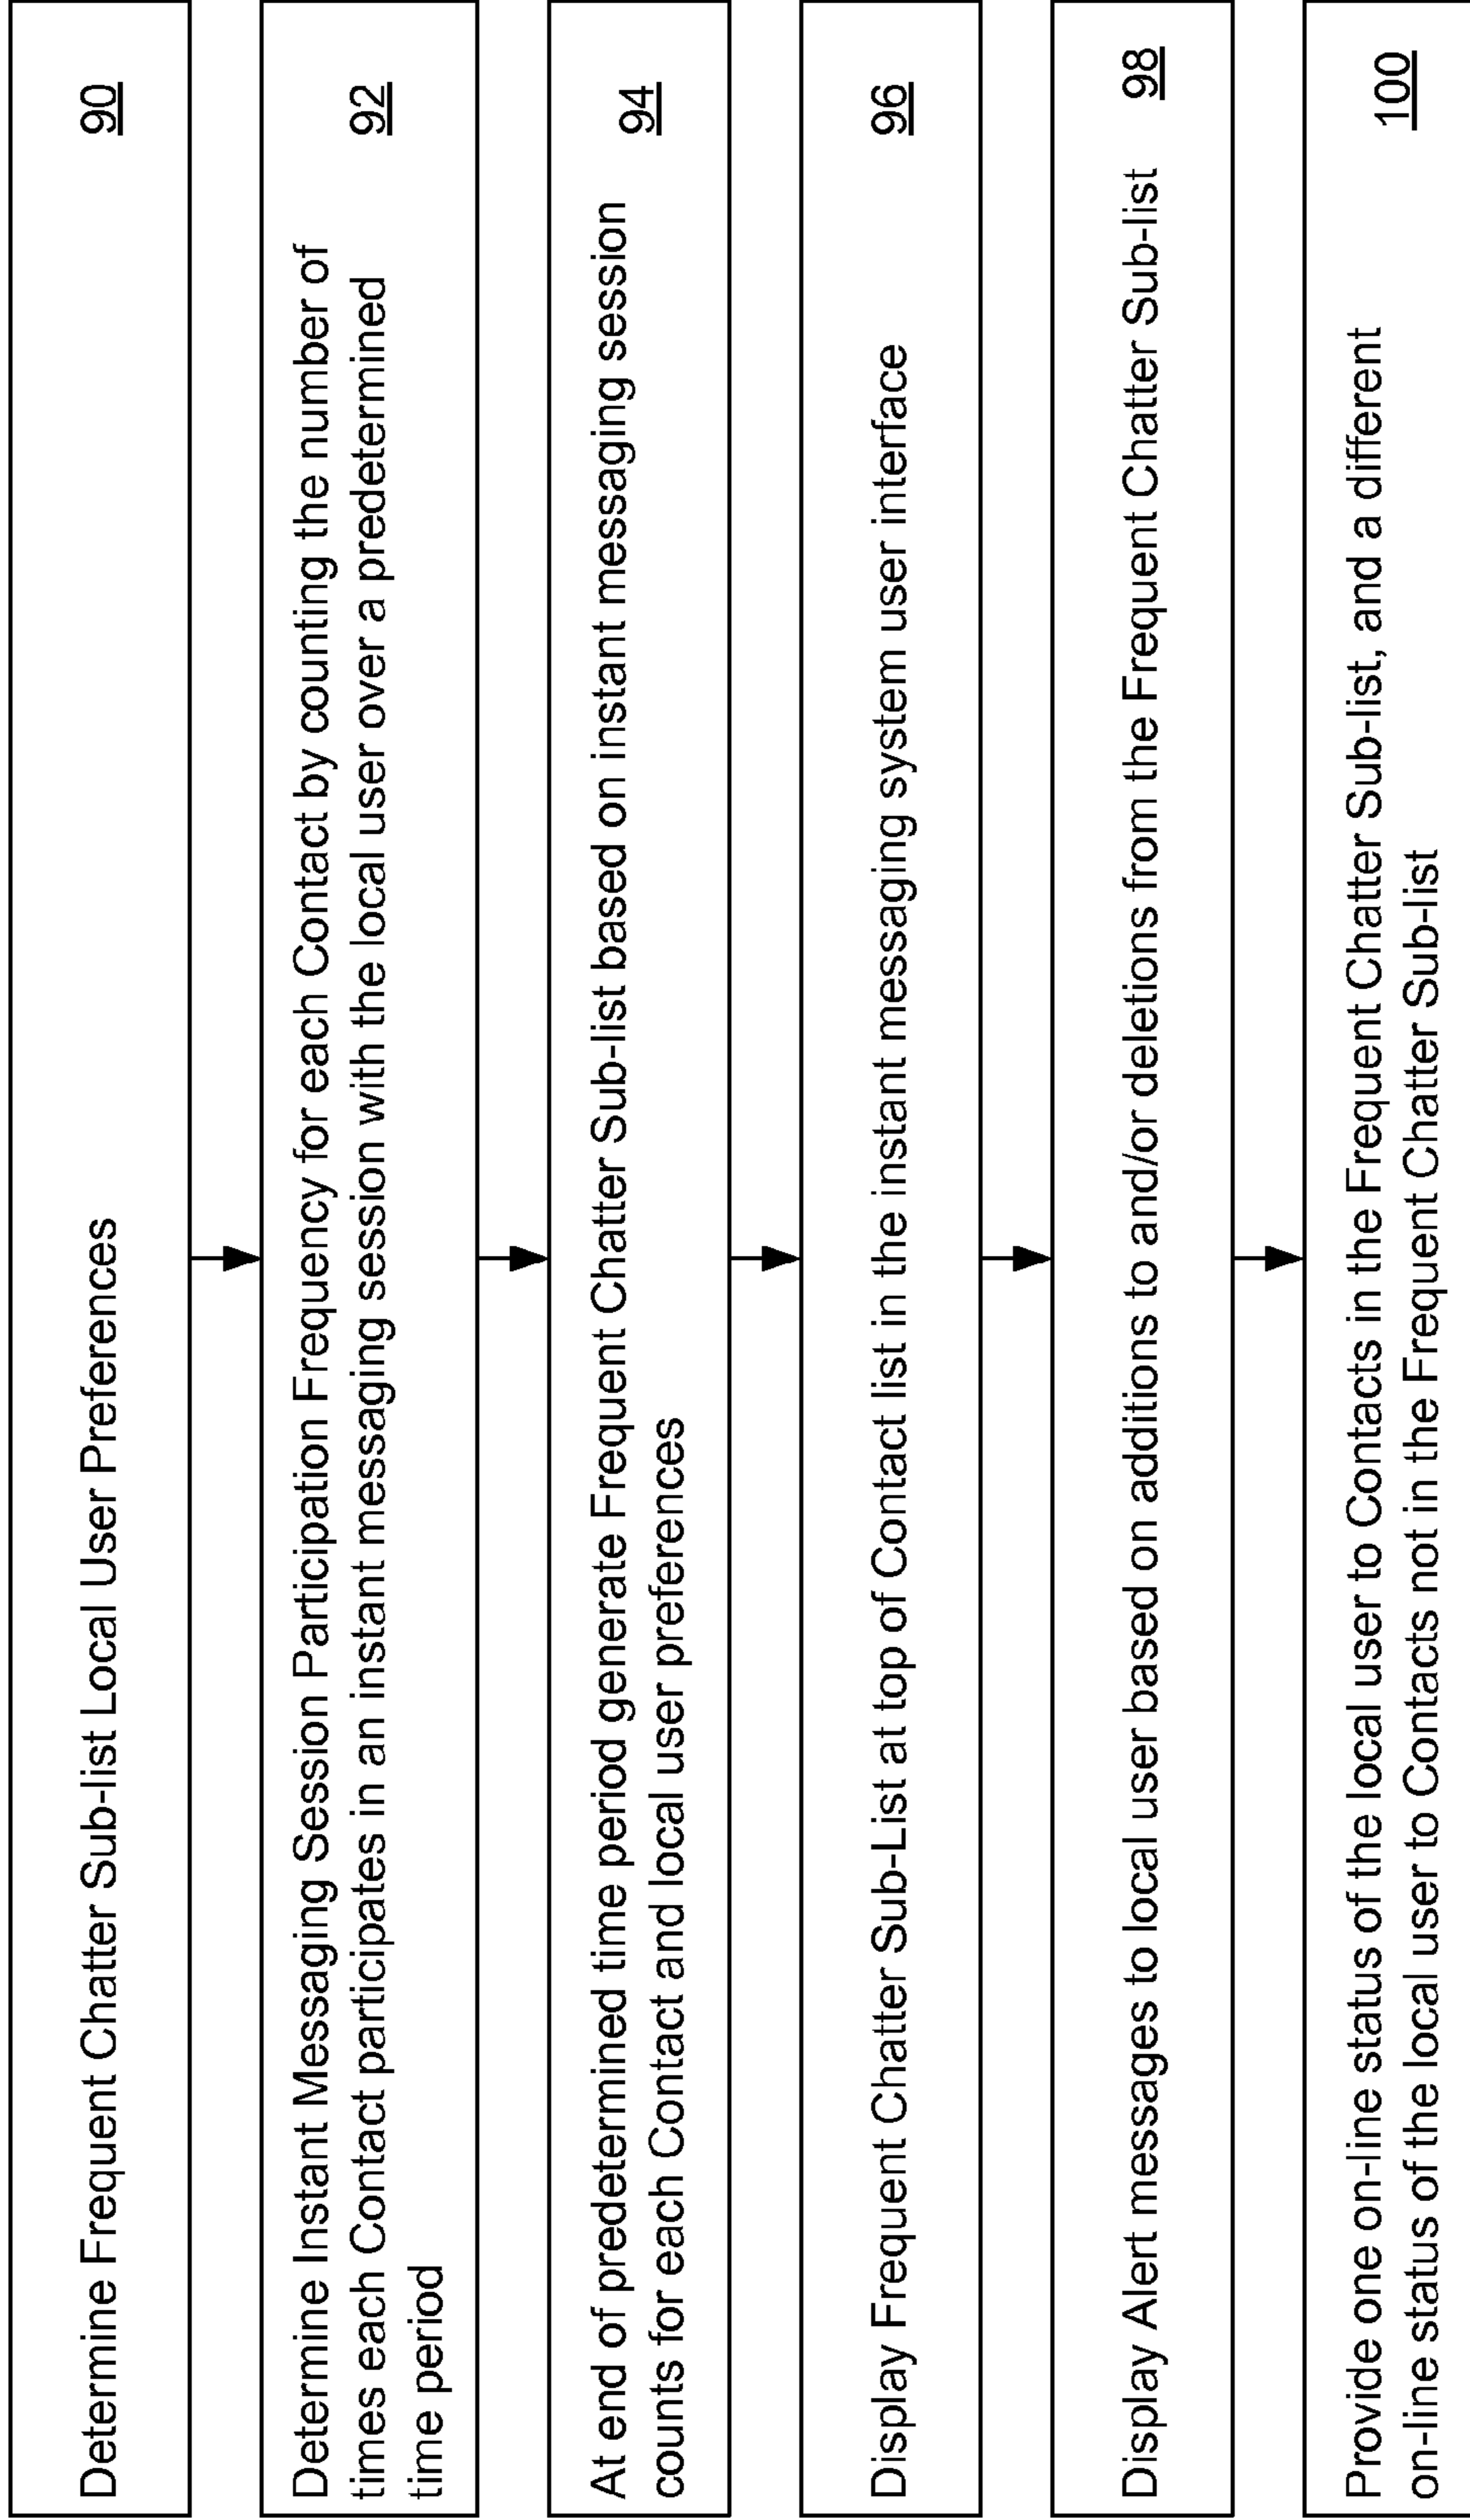 Determine Frequent Chatter Sub-list Local User Preferences
90
Determine Instant Messaging Session Participation Frequency for each Contact by counting the number of
times each Contact participates in an instant messaging session with the local user over a predetermined
time period
92
At end of predetermined time period generate Frequent Chatter Sub-list based on instant messaging session
counts for each Contact and local user preferences
94
Display Frequent Chatter Sub-List at top of Contact list in the instant messaging system user interface
96
Display Alert messages to local user based on additions to and/or deletions from the Frequent Chatter Sub-list
98
Provide one on-line status of the local user to Contacts in the Frequent Chatter Sub-list, and a different
on-line status of the local user to Contacts not in the Frequent Chatter Sub-list
100